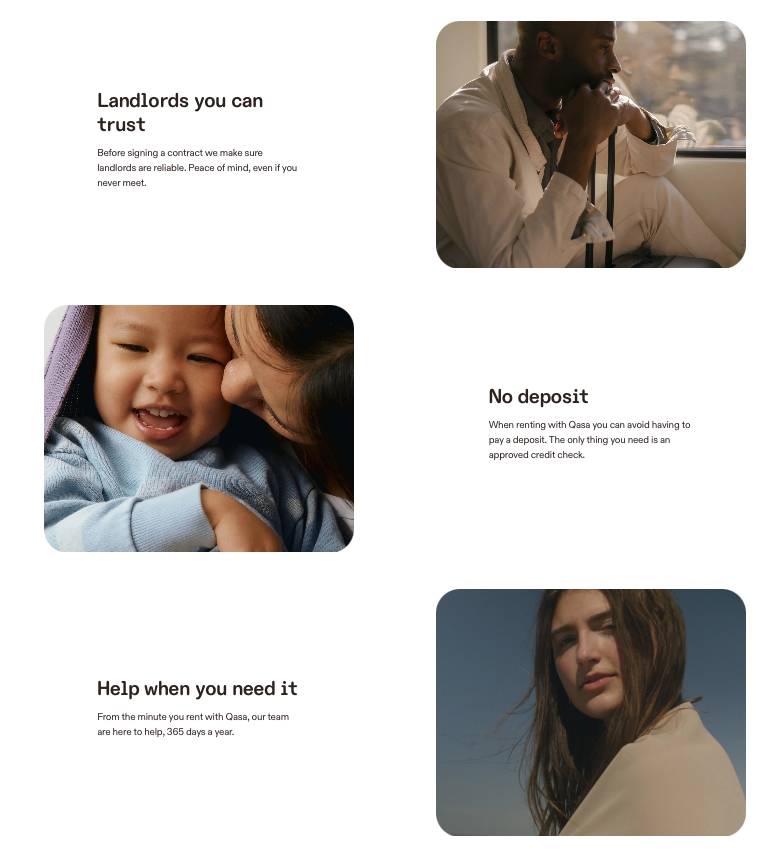 Landlords you can
trust
Before signing a contract we make sure
landlords are reliable. Peace of mind, even if you
never meet.
No deposit
When renting with Qasa you can avoid having to
pay a deposit. The only thing you need is an
approved credit check.
Help when you need it
From the minute you rent with Qasa, our team
are here to help, 365 days a year.